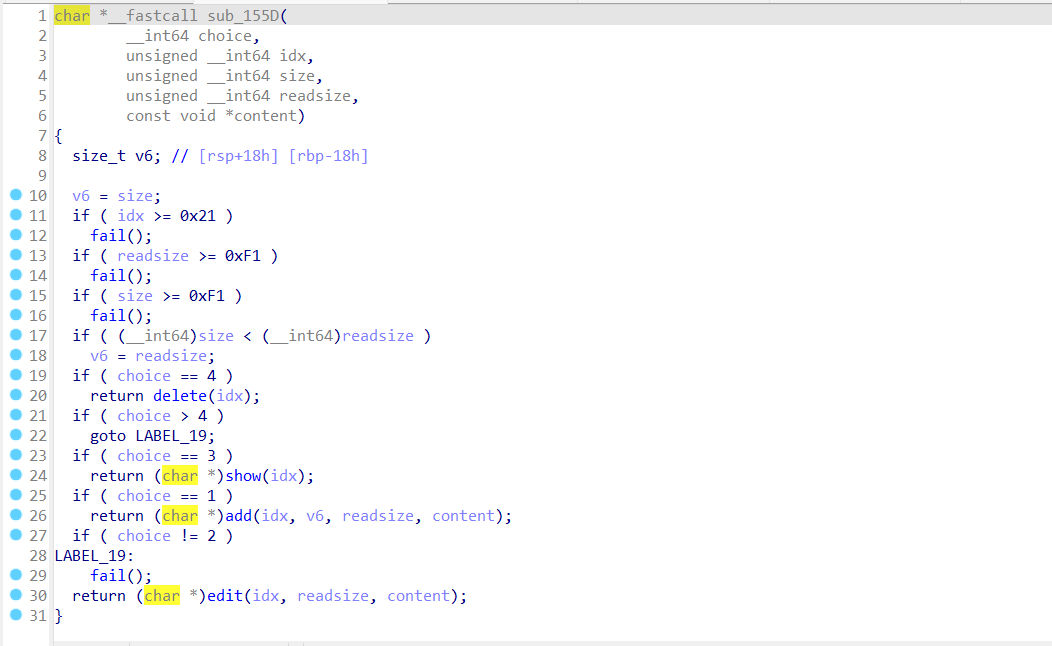 1 char *__fastcall sub_155D(
2 __int64 choice,
3 unsigned __int64 idx,
4 unsigned __int64 size,
5 unsigned __int64 readsize,
6 const void *content)
7 {
8 size_t v6; // [rsp+18h] [rbp-18h]
9
10 v6 = size;
11 if ( idx >= 0x21 )
12 fail();
13 if ( readsize >= 0xF1 )
14 fail();
15 if ( size >= 0xF1 )
16 fail();
17 if ( (__int64)size < (__int64)readsize )
18 v6 = readsize;
19 if ( choice == 4 )
20 return delete(idx);
21 if ( choice > 4 )
22 goto LABEL_19;
23 if ( choice == 3 )
24 return (char *)show(idx);
25 if ( choice == 1 )
26 return (char *)add(idx, v6, readsize, content);
27 if ( choice != 2 )
28 LABEL_19:
29 fail();
30 return (char *)edit(idx, readsize, content);
31 }